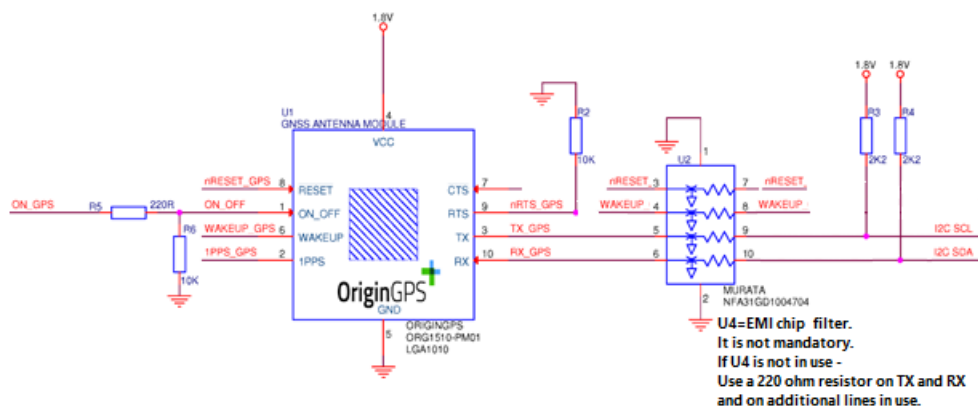 1.8V
U1
GNSS ANTENNA MODULE
4
VCC
nRESET_GPS
8
RESET
ON_GPS
R5
220R
ON_OFF
1
ON_OFF
R6
10K
WAKEUP_GPS
6
WAKEUP
1PPS_GPS
2
1PPS
CTS
7
RTS
9
nRTS_GPS
TX
3
TX_GPS
RX
10
RX_GPS
OriginGPS
GND
5
ORIGINGPS
ORG1510-PM01
LGA1010
R2
10K
1
U2
nRESET_
3
7
nRESET_
WAKEUP
4
8
WAKEUP
5
9
6
10
2
MURATA
NFA31GD1004704
1.8V
1.8V
R3
R4
2K2
2K2
I2C SCL
I2C SDA
U4=EMI chip filter.
It is not mandatory.
If U4 is not in use -
Use a 220 ohm resistor on TX and RX
and on additional lines in use.